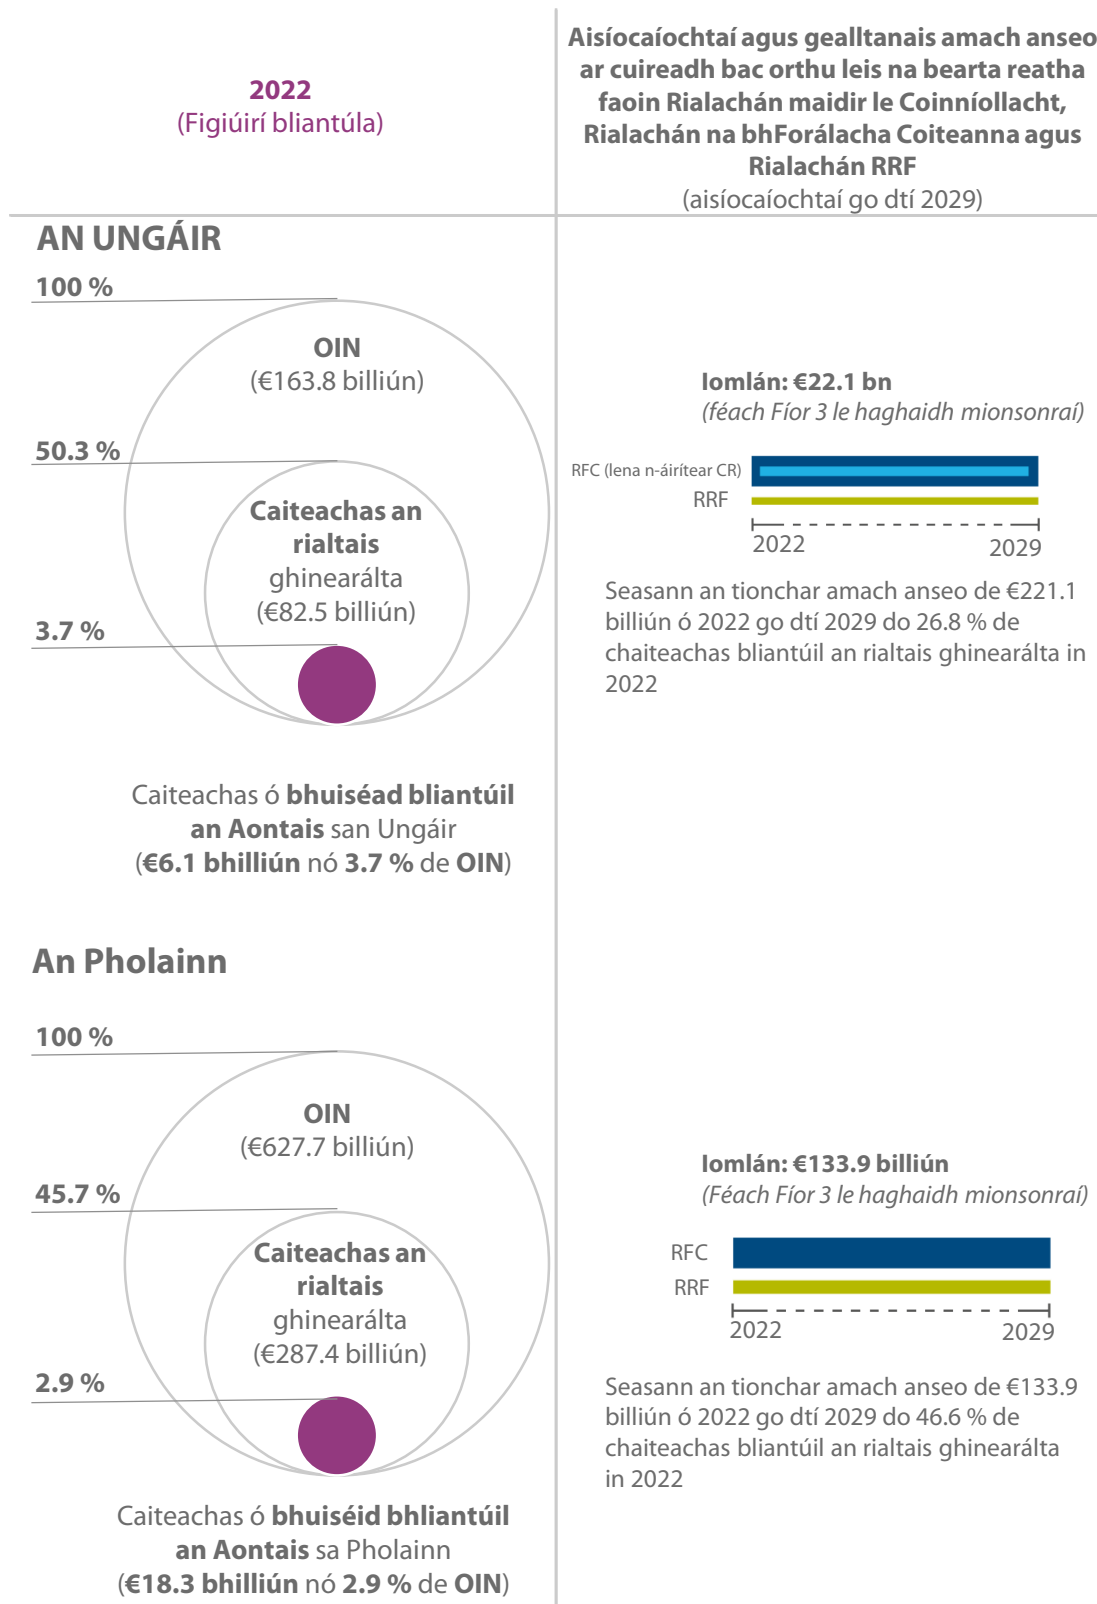 2022
(Figiúirí bliantúla)
Aisíocaíochtaí agus gealltanais amach anseo
ar cuireadh bac orthu leis na bearta reatha
faoin Rialachán maidir le Coinníollacht,
Rialachán na bhForálacha Coiteanna agus
Rialachán RRF
(aisíocaíochtaí go dtí 2029)
AN UNGÁIR
100 %
OIN
(€163.8 billiún)
50.3 %
Caiteachas an
rialtais
ghinearálta
(€82.5 billiún)
3.7 %
Caiteachas ó bhuiséad bliantúil
an Aontais san Ungáir
(€6.1 bhilliún nó 3.7 % de OIN)
Iomlán: €22.1 bn
(féach Fíor 3 le haghaidh mionsonraí)
RFC (lena n-áirítear CR)
RRF
2022 2029
Seasann an tionchar amach anseo de €221.1
billiún ó 2022 go dtí 2029 do 26.8 % de
chaiteachas bliantúil an rialtais ghinearálta in
2022
An Pholainn
100 %
OIN
(€627.7 billiún)
45.7 %
Caiteachas an
rialtais
ghinearálta
(€287.4 billiún)
2.9 %
Caiteachas ó bhuiséid bhliantúil
an Aontais sa Pholainn
(€18.3 bhilliún nó 2.9 % de OIN)
Iomlán: €133.9 billiún
(Féach Fíor 3 le haghaidh mionsonraí)
RFC
RRF
2022 2029
Seasann an tionchar amach anseo de €133.9
billiún ó 2022 go dtí 2029 do 46.6 % de
chaiteachas bliantúil an rialtais ghinearálta
in 2022